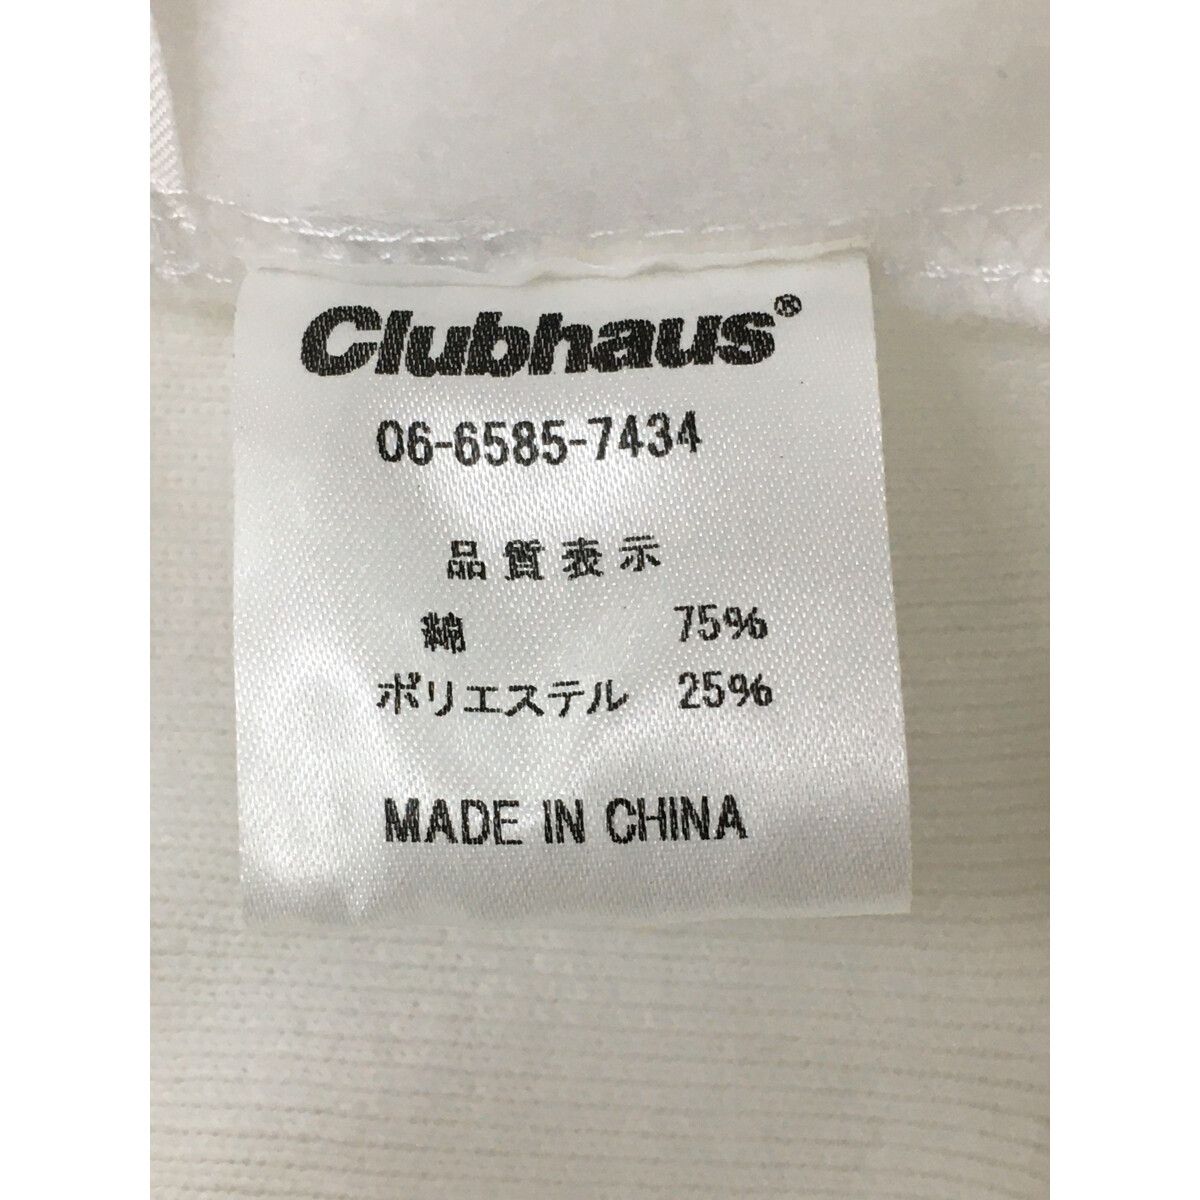 Clubhaus®
06-6585-7434
品質表示
綿 75%
ポリエステル 25%
MADE IN CHINA